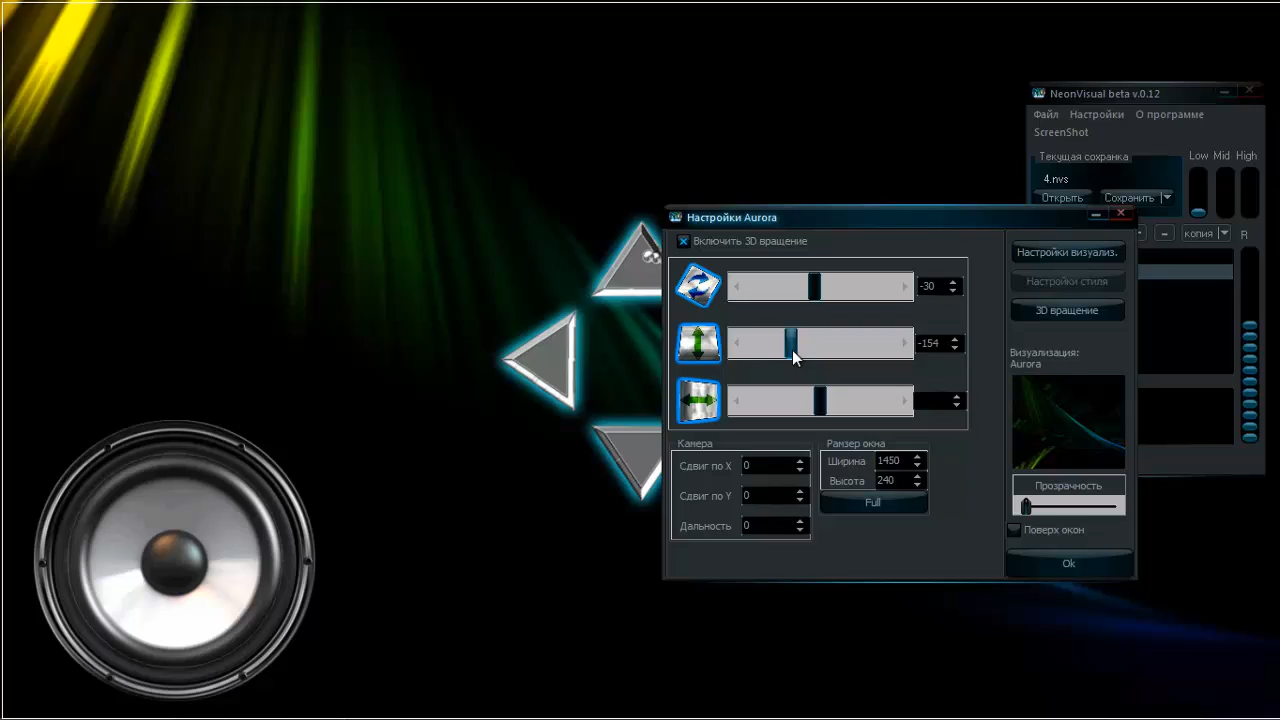 NeonVisual beta v.0.12
Файл Настройки О программе
ScreenShot
Текущая сохранка
Low Mid High
4.nvs
Открыть Сохранить
- копия R
Настройки Aurora
Включить 3D вращение
-30
-154
Камера
Сдвиг по X 0
Сдвиг по Y 0
Дальность 0
Ранзер окна
Ширина 1450
Высота 240
Full
Настройки визуализ.
Настройки стиля
3D вращение
Визуализация:
Aurora
Прозрачность
Поверх окон
Ok